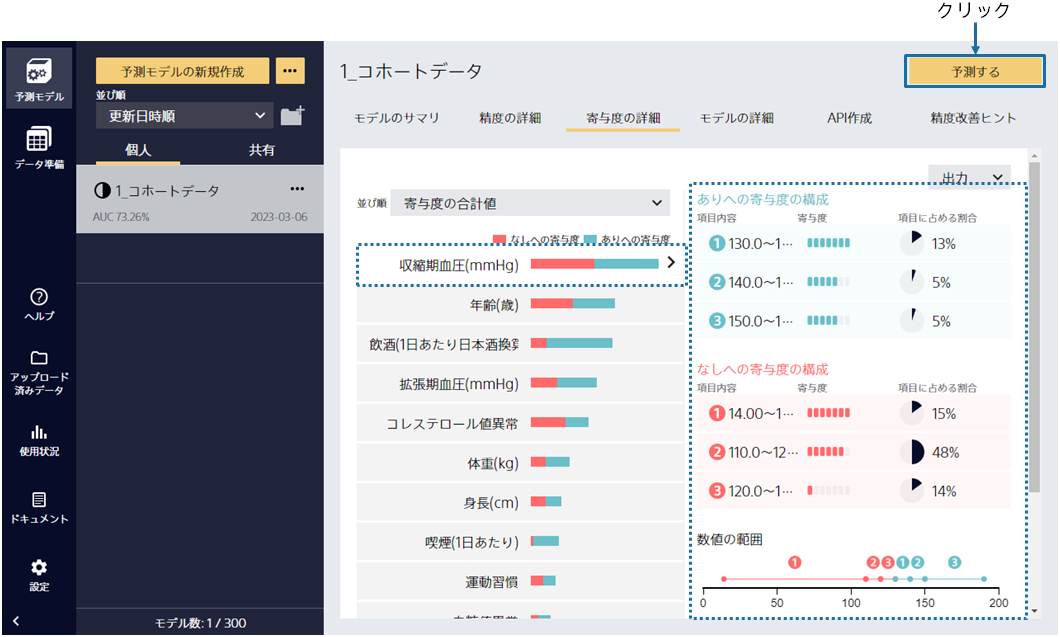 クリック
予測モデル
データ準備
ヘルプ
アップロード
済みデータ
使用状況
ドキュメント
設定
予測モデルの新規作成
•••
並び順
更新日時順
個人
共有
1_コホートデータ
•••
AUC 73.26%
2023-03-06
モデル数: 1 / 300
1_コホートデータ
予測する
モデルのサマリ
精度の詳細
寄与度の詳細
モデルの詳細
API作成
精度改善ヒント
出力
並び順
寄与度の合計値
なしへの寄与度
ありへの寄与度
収縮期血圧(mmHg)
年齢(歳)
飲酒(1日あたり日本酒換算
拡張期血圧(mmHg)
コレステロール値異常
体重(kg)
身長(cm)
喫煙(1日あたり)
運動習慣
ありへの寄与度の構成
項目内容 寄与度 項目に占める割合
1 130.0～1… 13%
2 140.0～1… 5%
3 150.0～1… 5%
なしへの寄与度の構成
項目内容 寄与度 項目に占める割合
1 14.00～1… 15%
2 110.0～12… 48%
3 120.0～1… 14%
数値の範囲
1 2 3 1 2 3
0 50 100 150 200